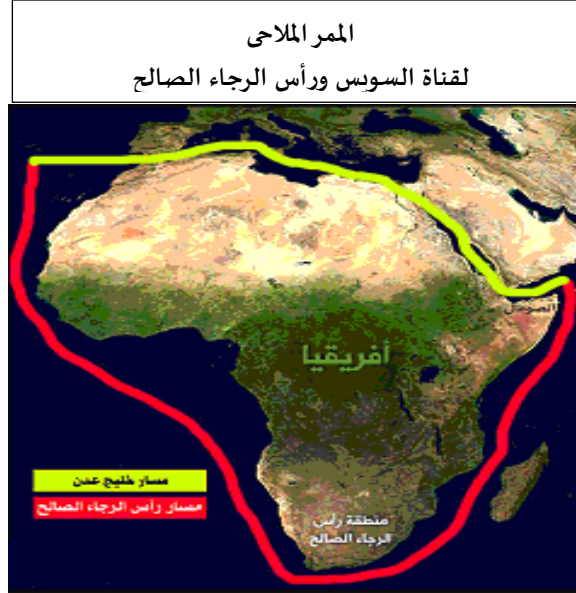 الممر الملاحى
لقناة السويس ورأس الرجاء الصالح
الصومال
أفريقيا
مسار خليج عدن
مسار رأس الرجاء الصالح
منطقة رأس
الرجاء الصالح